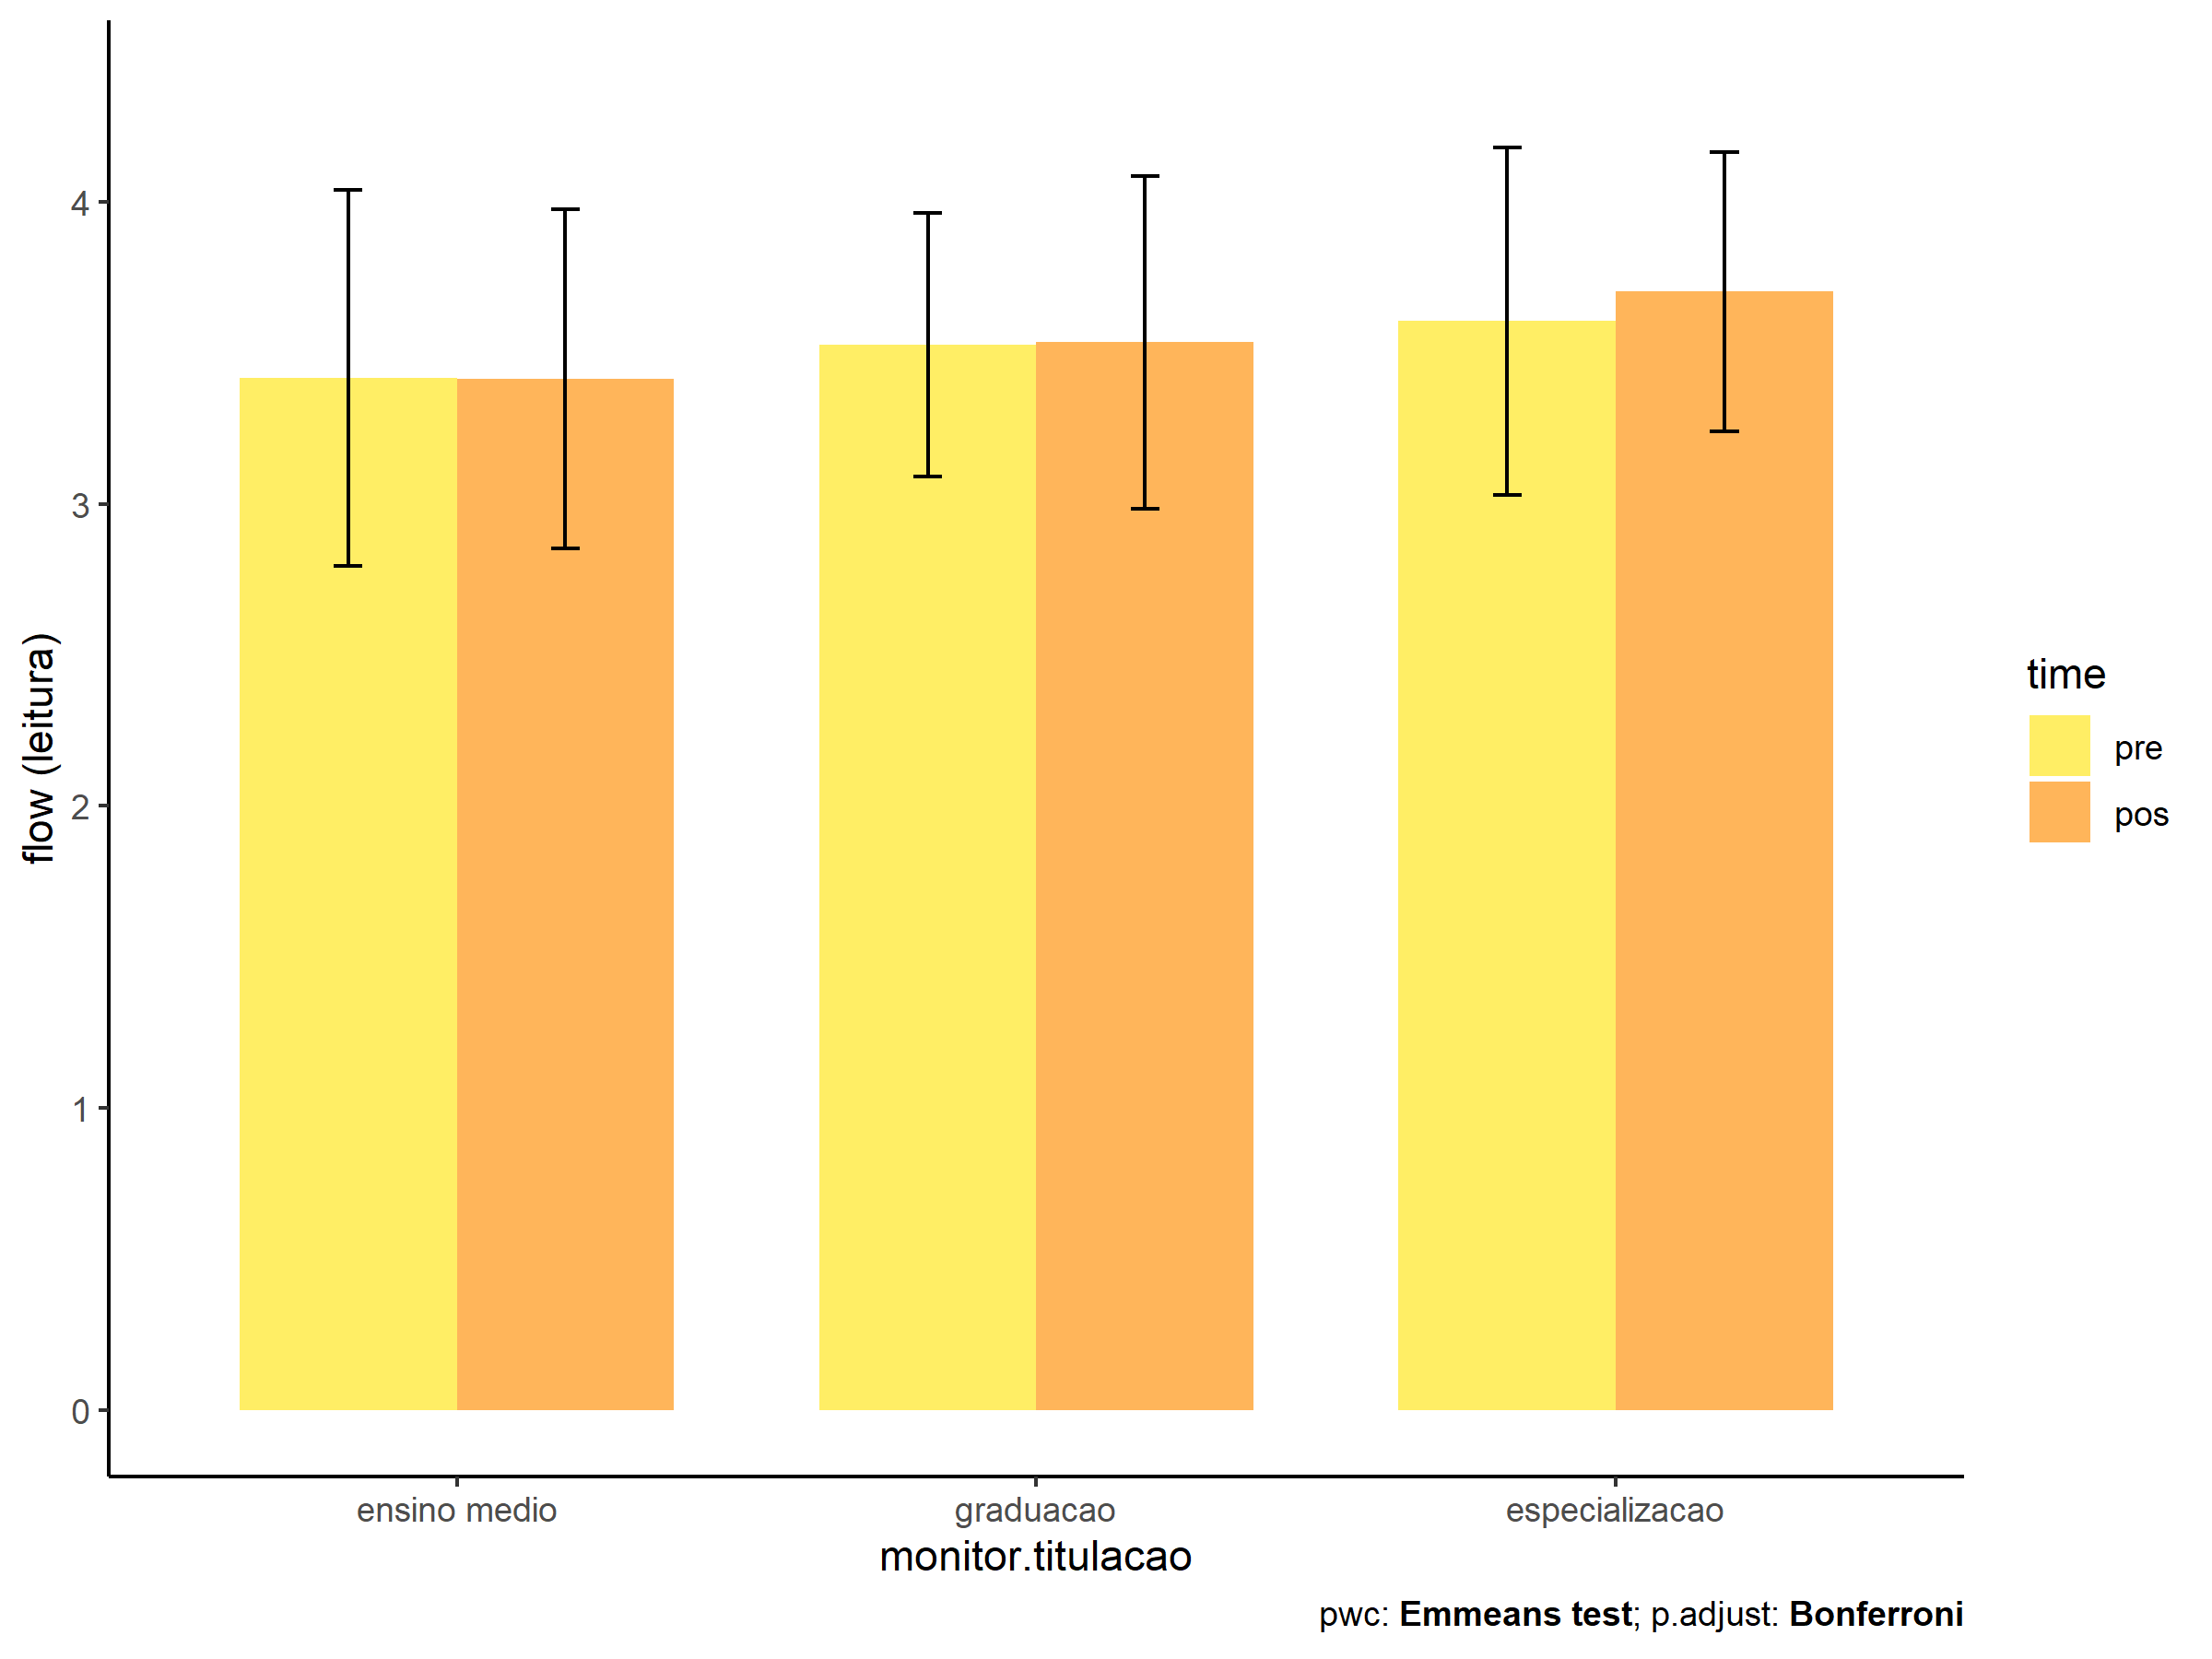 flow (leitura)
4
3
2
1
0
ensino medio
graduacao
especializacao
monitor.titulacao
time
pre
pos
pwc: Emmeans test; p.adjust: Bonferroni